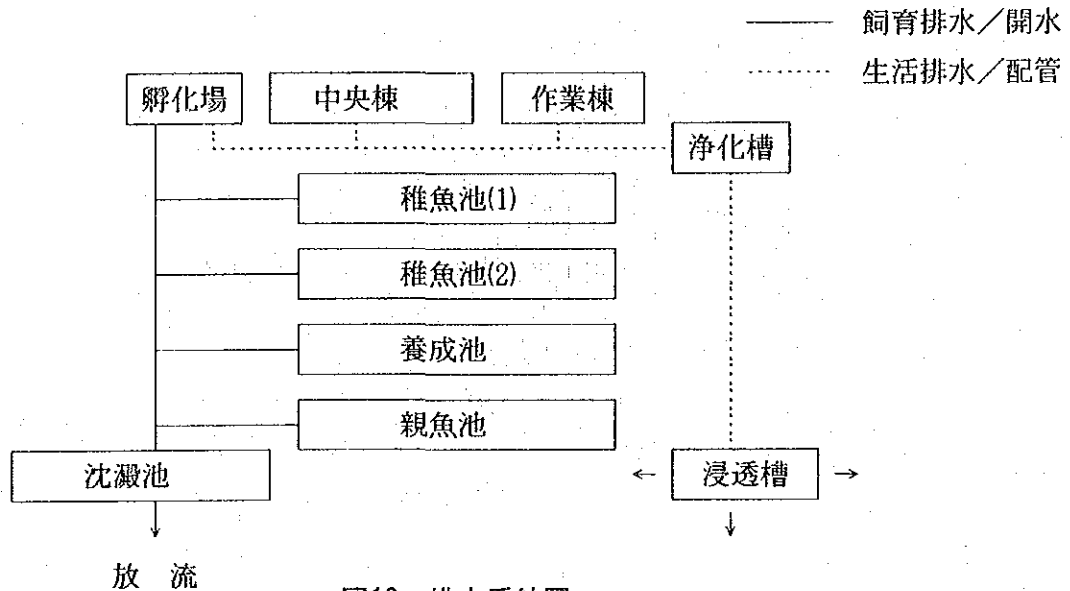 飼育排水／開水
生活排水／配管
孵化場
中央棟
作業棟
浄化槽
稚魚池(1)
稚魚池(2)
養成池
親魚池
沈澱池
浸透槽
放 流